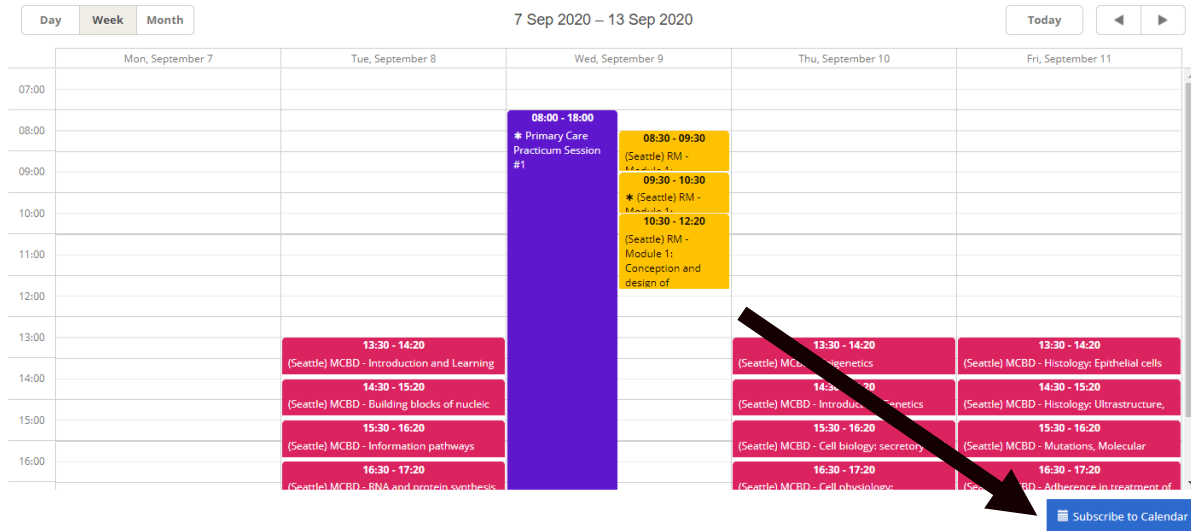 Day Week Month
7 Sep 2020 – 13 Sep 2020
Today
Mon, September 7
Tue, September 8
Wed, September 9
Thu, September 10
Fri, September 11
07:00
08:00
09:00
10:00
11:00
12:00
13:00
14:00
15:00
16:00
13:30 - 14:20
(Seattle) MCBD - Introduction and Learning
14:30 - 15:20
(Seattle) MCBD - Building blocks of nucleic
15:30 - 16:20
(Seattle) MCBD - Information pathways
16:30 - 17:20
(Seattle) MCBD - RNA and protein synthesis
08:00 - 18:00
✱ Primary Care
Practicum Session
#1
08:30 - 09:30
(Seattle) RM -
Module 1:
09:30 - 10:30
✱ (Seattle) RM -
Module 1:
10:30 - 12:20
(Seattle) RM -
Module 1:
Conception and
design of
13:30 - 14:20
(Seattle) MCBD
14:30
(Seattle) MCBD - Genetics
15:30 - 16:20
(Seattle) MCBD - Cell biology: secretory
16:30 - 17:20
(Seattle) MCBD - Cell physiology:
13:30 - 14:20
(Seattle) MCBD - Histology: Epithelial cells
14:30 - 15:20
(Seattle) MCBD - Histology: Ultrastructure,
15:30 - 16:20
(Seattle) MCBD - Mutations, Molecular
16:30 - 17:20
- Adherence in treatment of
Subscribe to Calendar